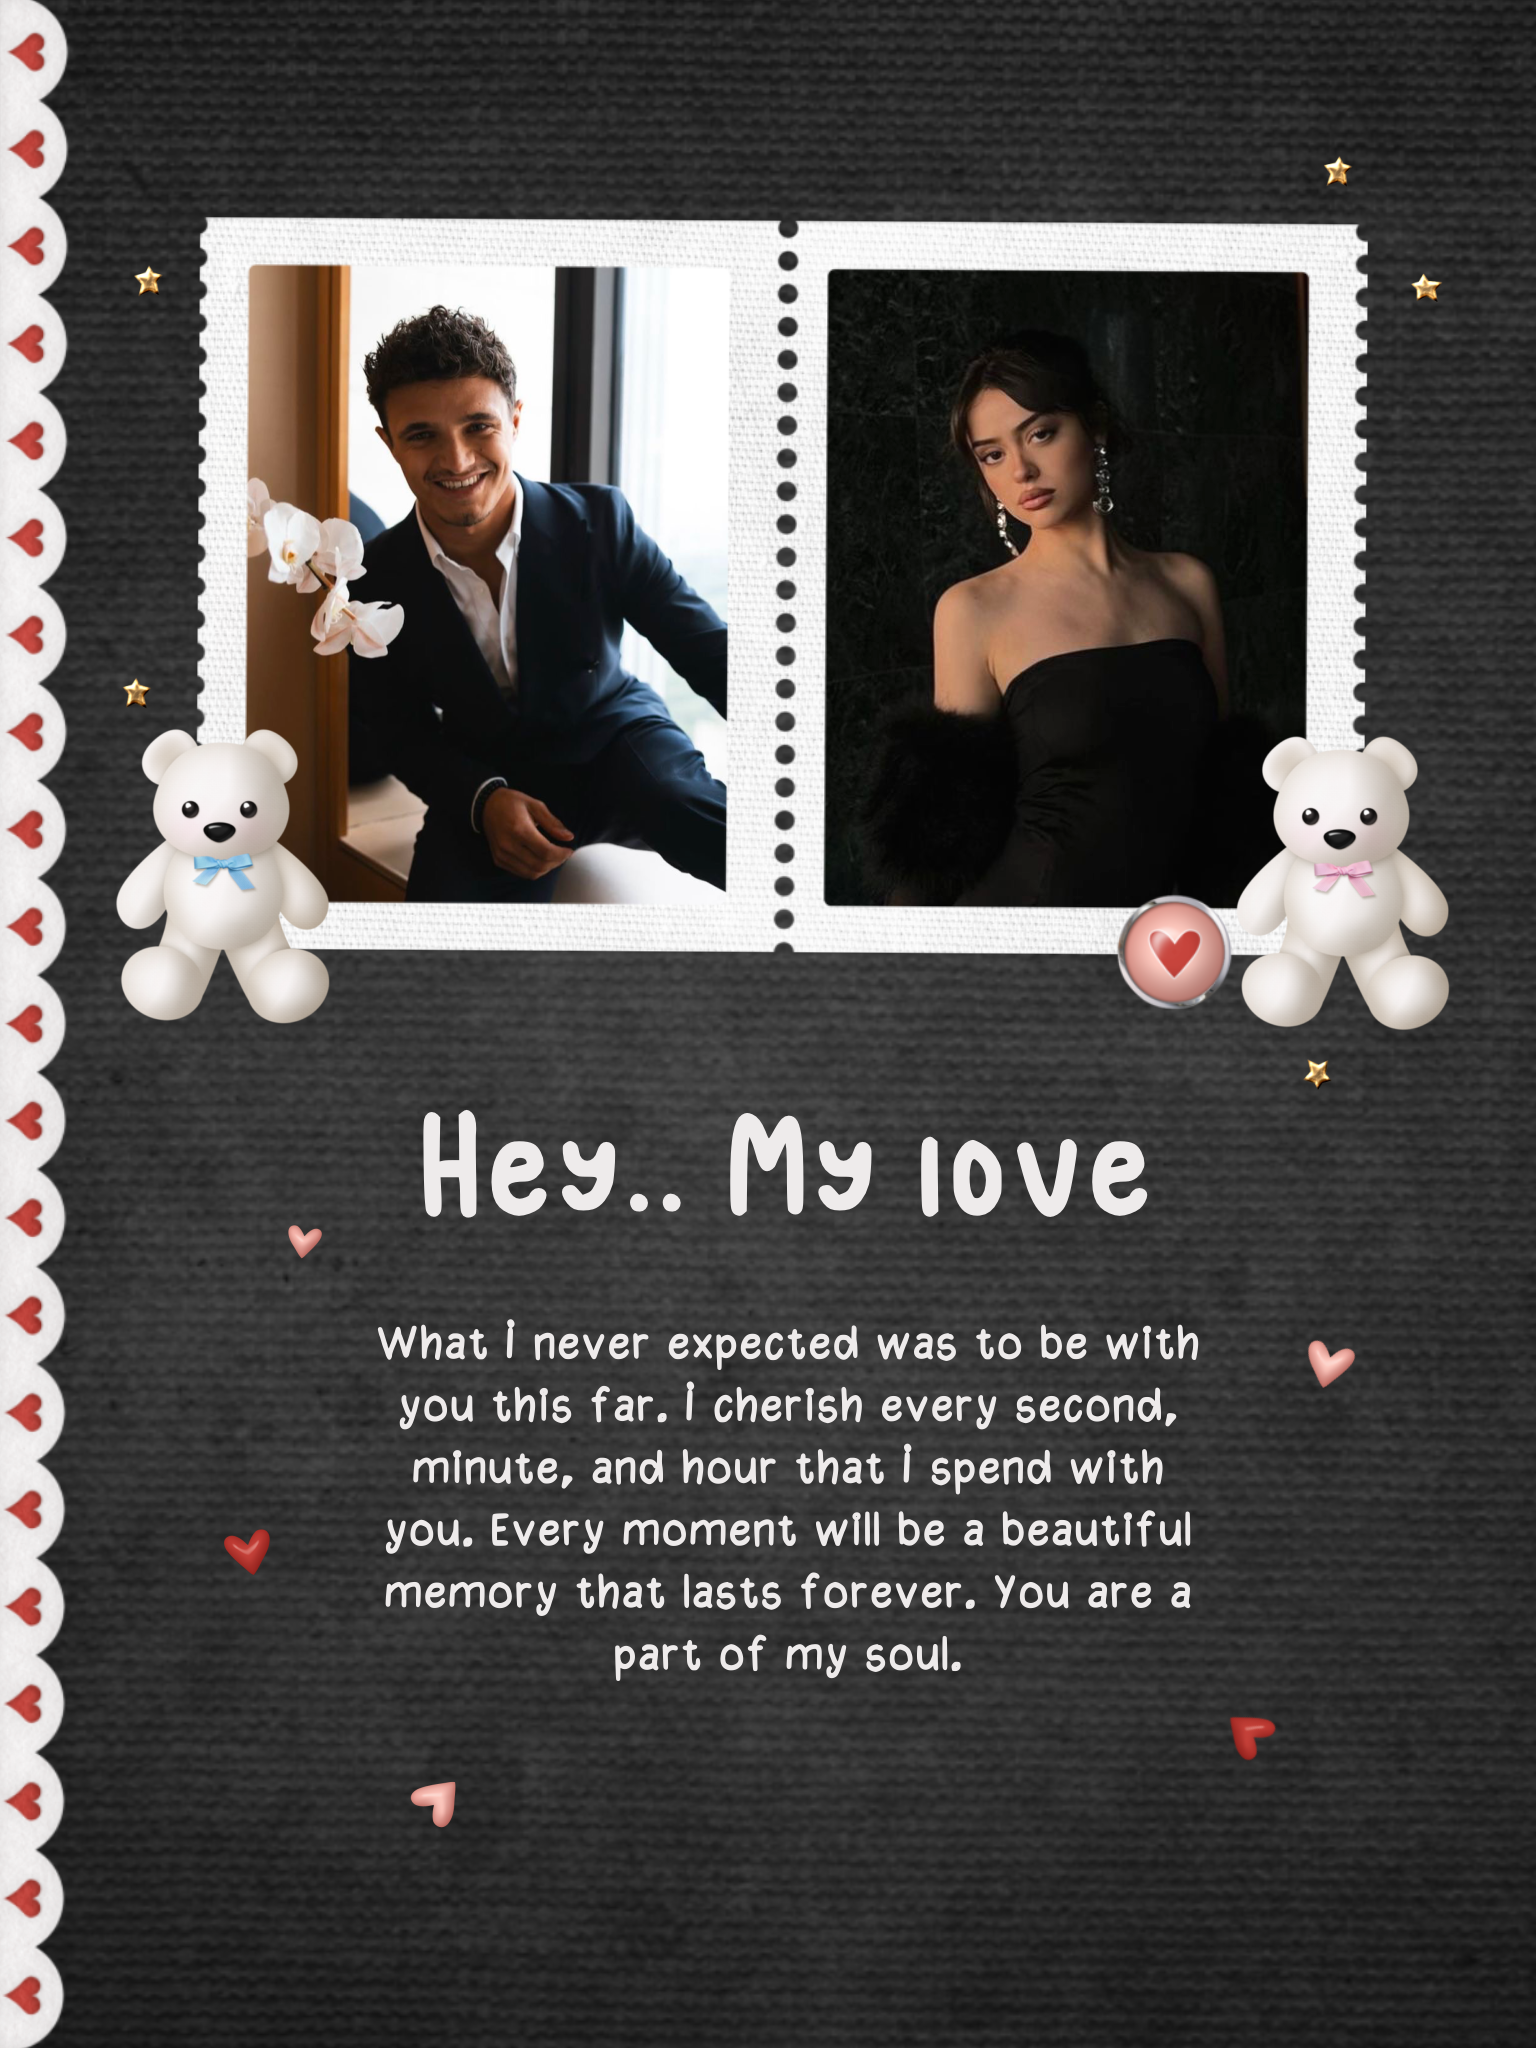 Hey.. My love
What I never expected was to be with
you this far. I cherish every second,
minute, and hour that I spend with
you. Every moment will be a beautiful
memory that lasts forever. You are a
part of my soul.